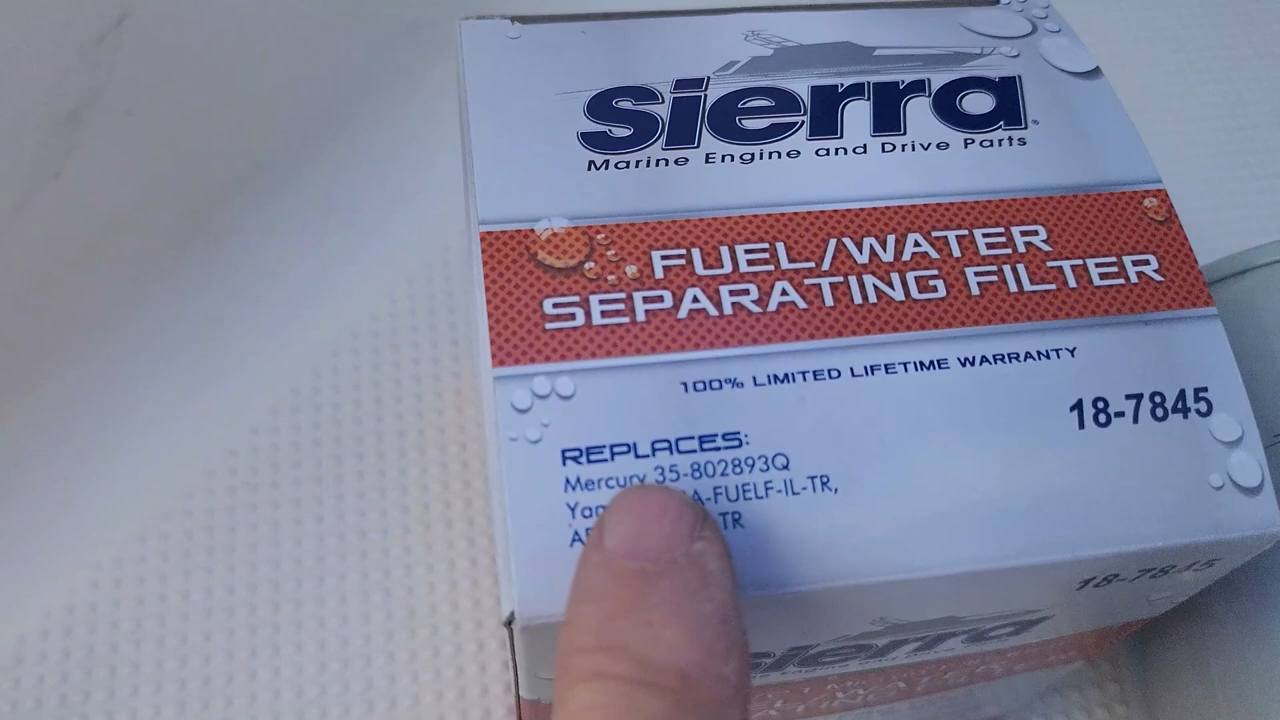 sierra®
Marine Engine and Drive Parts
FUEL/WATER
SEPARATING FILTER
100% LIMITED LIFETIME WARRANTY
18-7845
REPLACES:
Mercury 35-802893Q
A-FUELF-IL-TR,
TR
18-7845
sierra